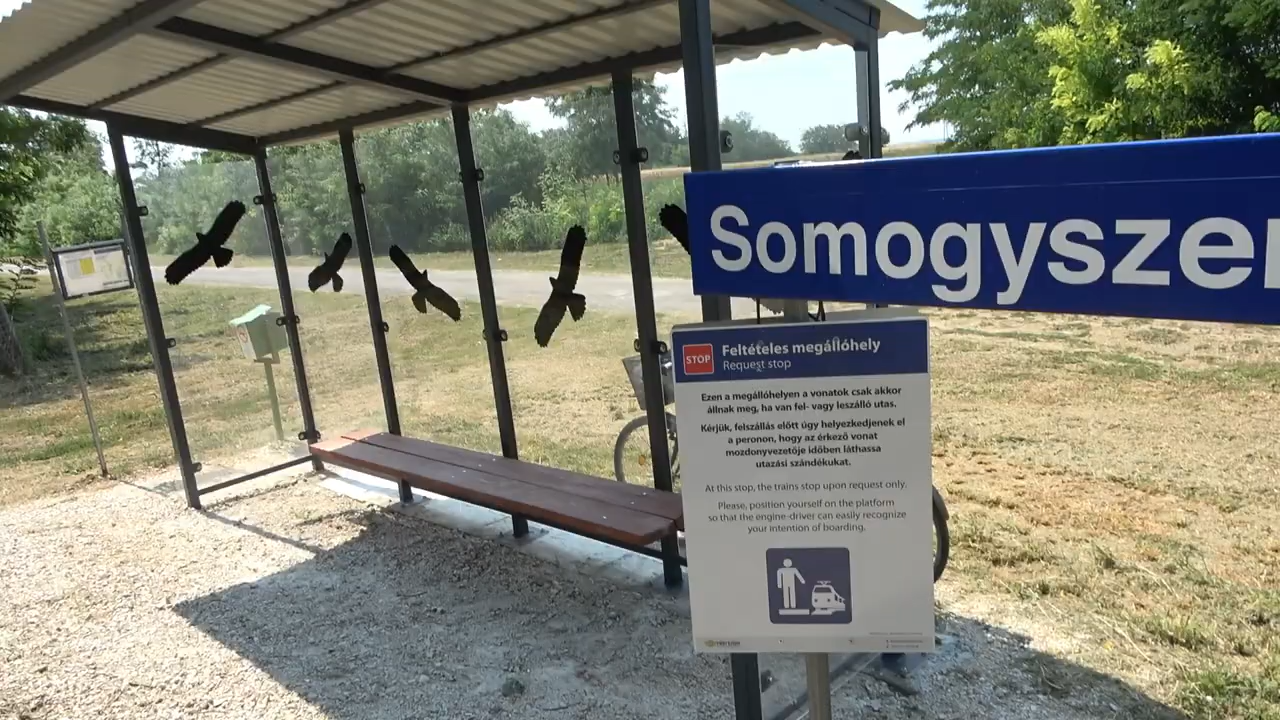 Somogysze
STOP
Feltételes megállóhely
Request stop
Ezen a megállóhelyen a vonatok csak akkor
állnak meg, ha van fel- vagy leszálló utas.
Kérjük, felszállás előtt úgy helyezkedjenek el
a peronon, hogy az érkező vonat
mozdonyvezetője időben láthassa
utazási szándékukat.
At this stop, the trains stop upon request only.
Please, position yourself on the platform
so that the engine-driver can easily recognize
your intention of boarding.